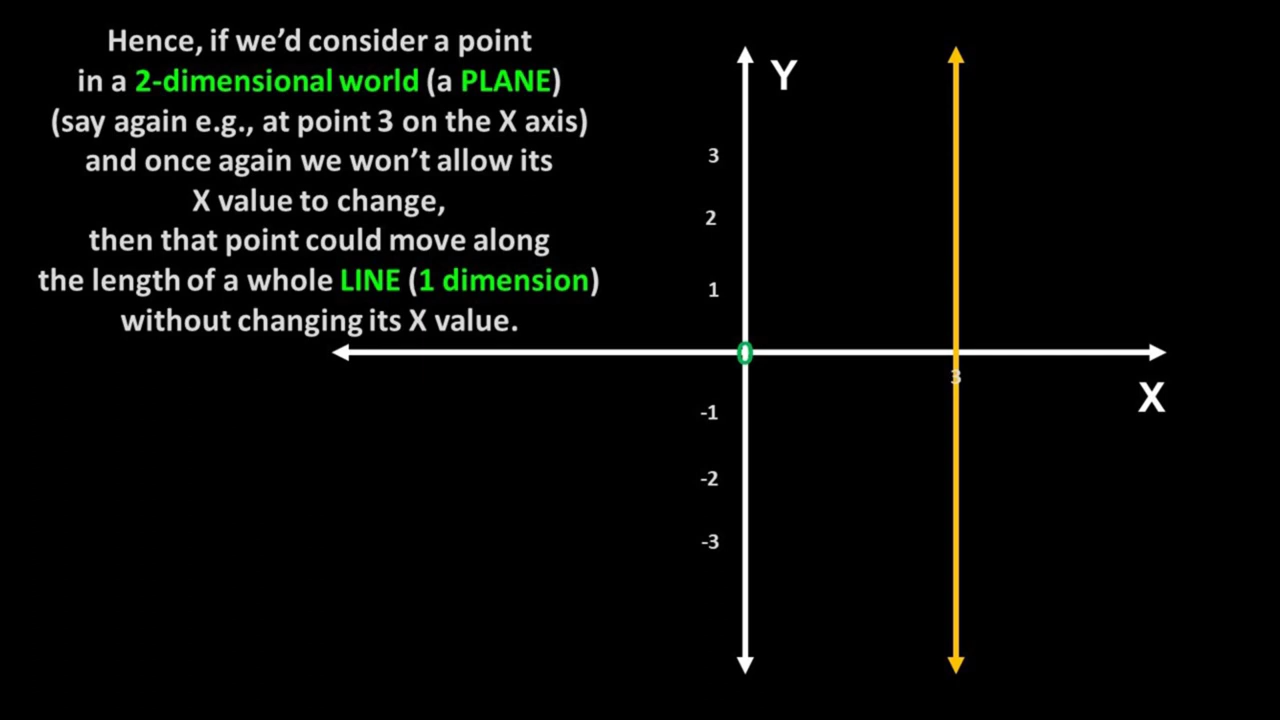 Hence, if we’d consider a point
in a 2-dimensional world (a PLANE)
(say again e.g., at point 3 on the X axis)
and once again we won’t allow its
X value to change,
then that point could move along
the length of a whole LINE (1 dimension)
without changing its X value.
Y
3
2
1
0
3
X
-1
-2
-3